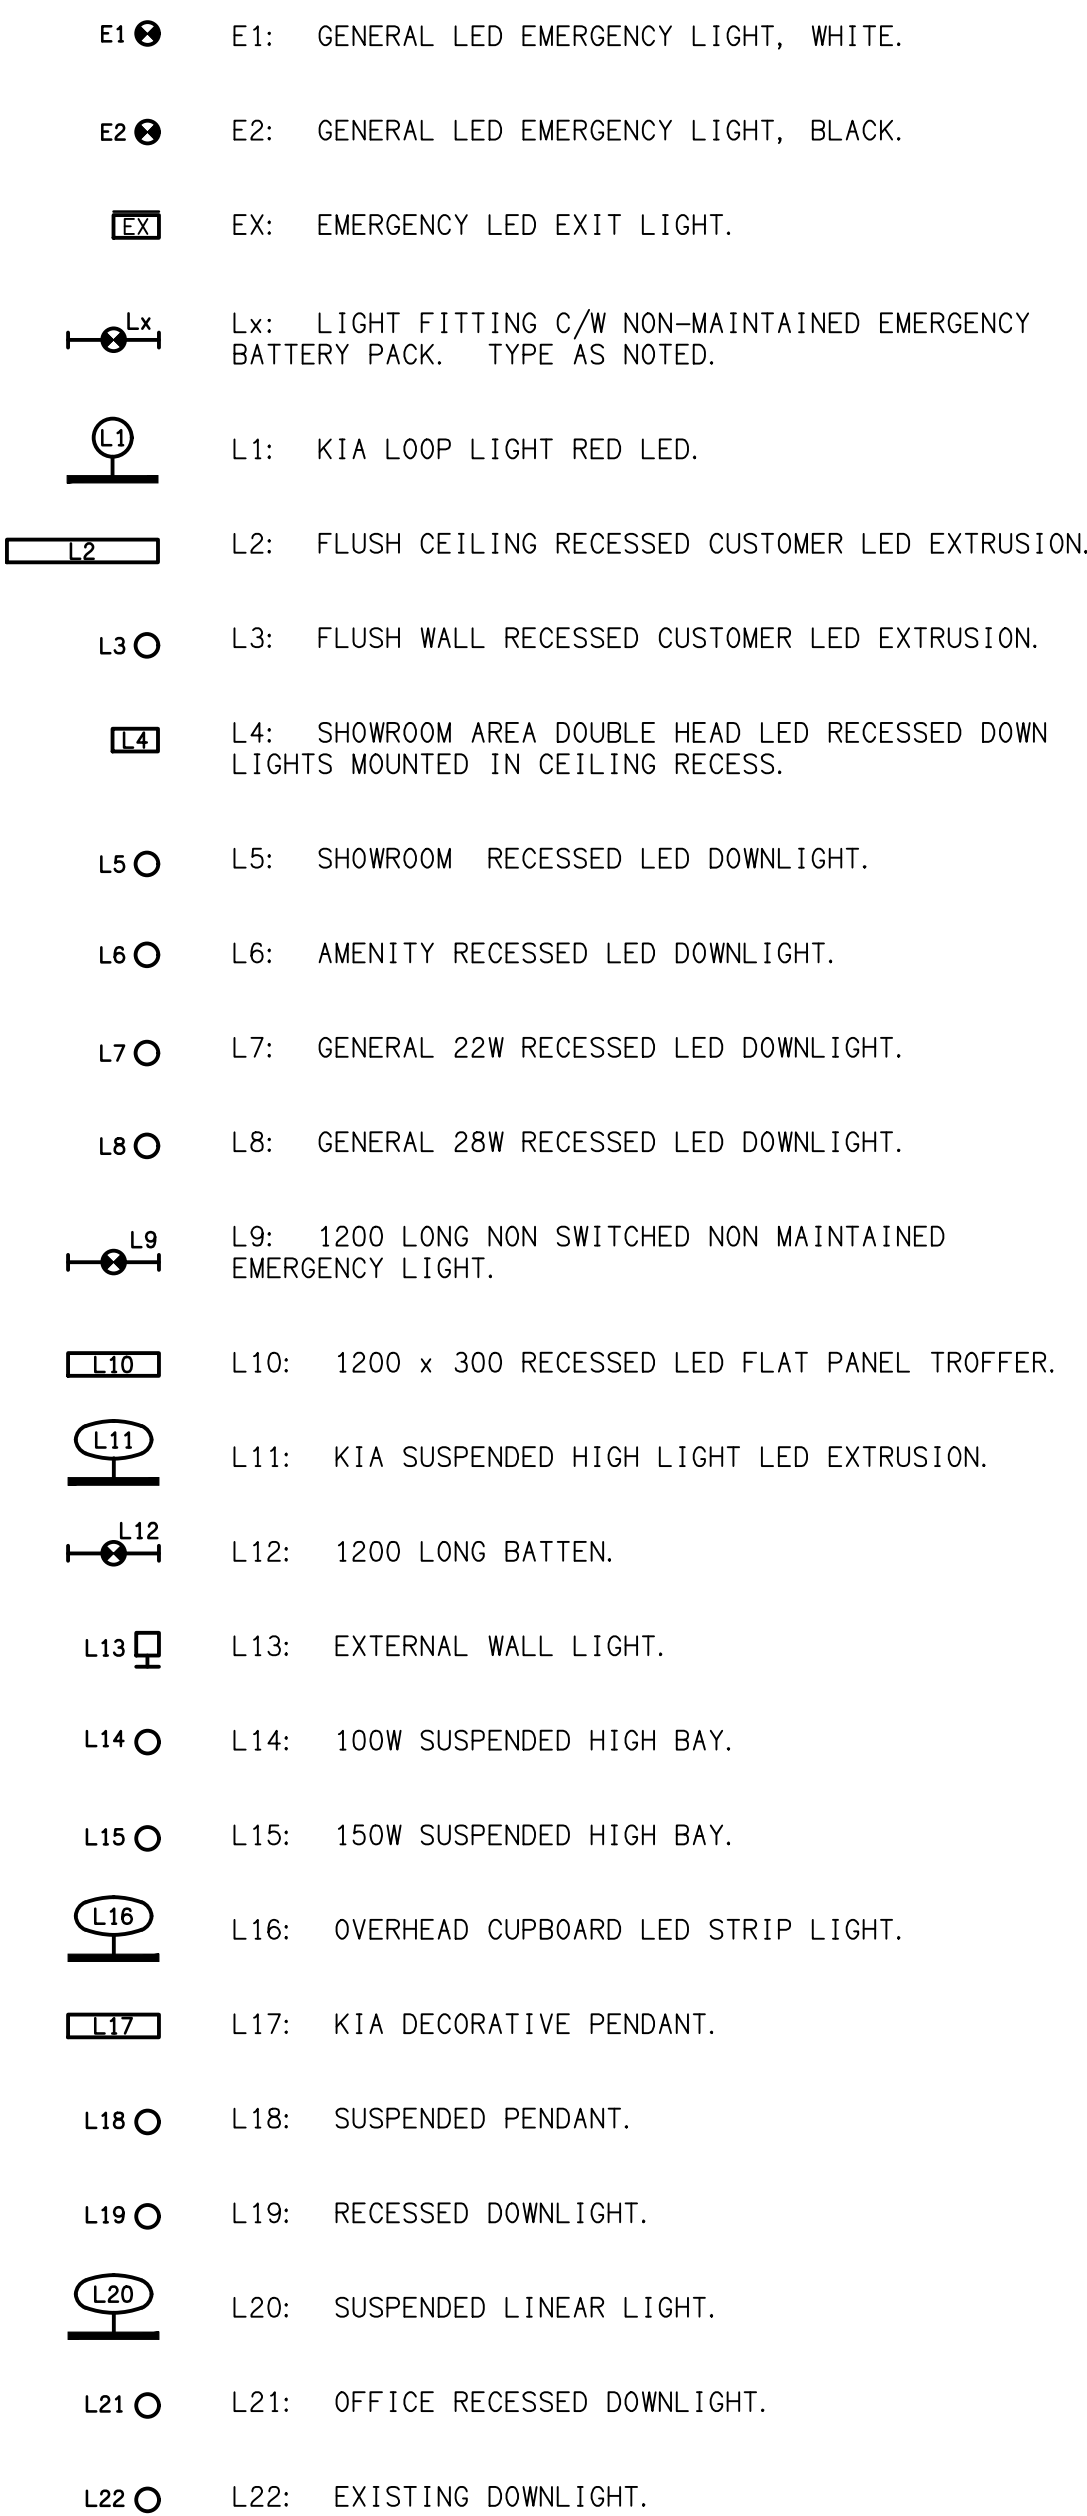 E1 E1: GENERAL LED EMERGENCY LIGHT, WHITE.
E2 E2: GENERAL LED EMERGENCY LIGHT, BLACK.
EX EX: EMERGENCY LED EXIT LIGHT.
Lx Lx: LIGHT FITTING C/W NON-MAINTAINED EMERGENCY
BATTERY PACK. TYPE AS NOTED.
L1 L1: KIA LOOP LIGHT RED LED.
L2 L2: FLUSH CEILING RECESSED CUSTOMER LED EXTRUSION.
L3 L3: FLUSH WALL RECESSED CUSTOMER LED EXTRUSION.
L4 L4: SHOWROOM AREA DOUBLE HEAD LED RECESSED DOWN
LIGHTS MOUNTED IN CEILING RECESS.
L5 L5: SHOWROOM RECESSED LED DOWNLIGHT.
L6 L6: AMENITY RECESSED LED DOWNLIGHT.
L7 L7: GENERAL 22W RECESSED LED DOWNLIGHT.
L8 L8: GENERAL 28W RECESSED LED DOWNLIGHT.
L9 L9: 1200 LONG NON SWITCHED NON MAINTAINED
EMERGENCY LIGHT.
L10 L10: 1200 x 300 RECESSED LED FLAT PANEL TROFFER.
L11 L11: KIA SUSPENDED HIGH LIGHT LED EXTRUSION.
L12 L12: 1200 LONG BATTEN.
L13 L13: EXTERNAL WALL LIGHT.
L14 L14: 100W SUSPENDED HIGH BAY.
L15 L15: 150W SUSPENDED HIGH BAY.
L16 L16: OVERHEAD CUPBOARD LED STRIP LIGHT.
L17 L17: KIA DECORATIVE PENDANT.
L18 L18: SUSPENDED PENDANT.
L19 L19: RECESSED DOWNLIGHT.
L20 L20: SUSPENDED LINEAR LIGHT.
L21 L21: OFFICE RECESSED DOWNLIGHT.
L22 L22: EXISTING DOWNLIGHT.